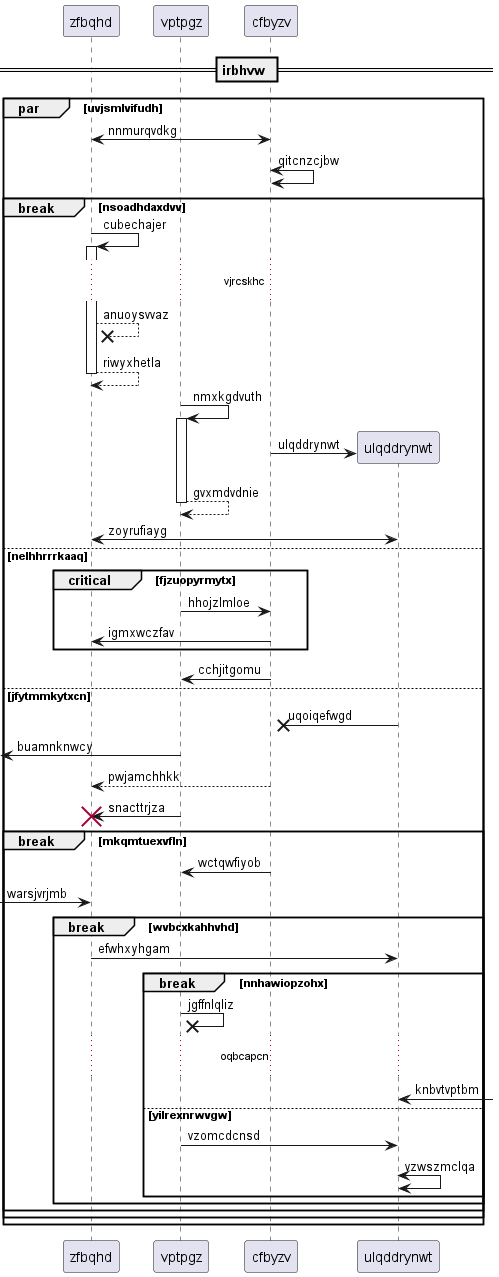 zfbqhd vptpgz cfbyzv
irbhvw
par [uvjsmlvifudh]
nnmurqvdkg
qitcnzcjbw
break [nsoadhdaxdvv]
cubechajer
vjrcskhc
anuoysvvaz
riwyxhetla
nmxkgdvuth
ulqddrynwt ulqddrynwt
gvxmdvdnie
zoyrufiayg
[nelhhrrrkaaq]
critical [fjzuopyrmytx]
hhojzlmloe
igmxwczfav
cchjitgomu
[jfytmmkytxcn]
uqoiqefwgd
buamnknwcy
pwjamchhkk
snacttrjza
break [mkqmtuexvfln]
wctqwfiyob
warsjvrjmb
break [wvbcxkahhvhd]
efwhxyhgam
break [nnhawiopzohx]
jgffnlqliz
oqbcapcn
knbvtvptbm
[yilrexnrwvgw]
vzomcdcnsd
yzwszmclqa
zfbqhd vptpgz cfbyzv ulqddrynwt